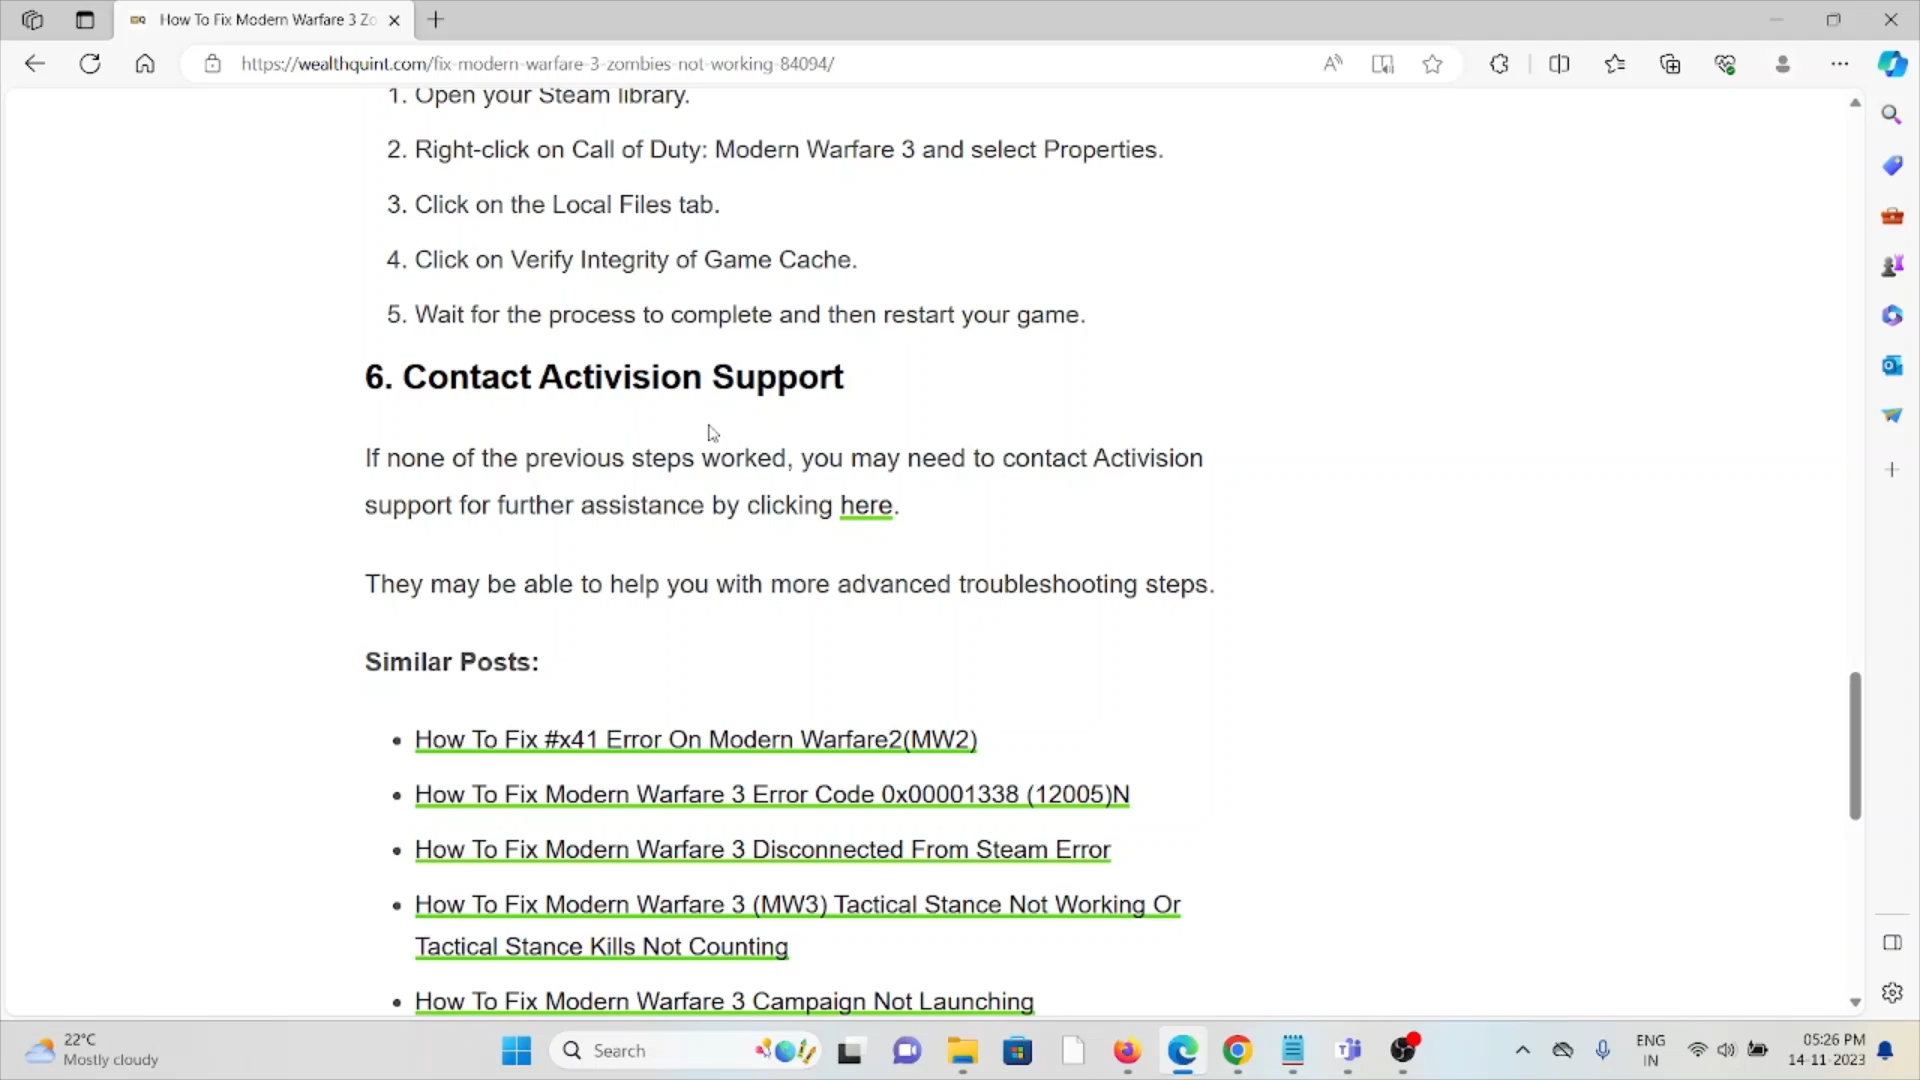 How To Fix Modern Warfare 3 Zo
https://wealthquint.com/fix-modern-warfare-3-zombies-not-working-84094/
1. Open your Steam library.
2. Right-click on Call of Duty: Modern Warfare 3 and select Properties.
3. Click on the Local Files tab.
4. Click on Verify Integrity of Game Cache.
5. Wait for the process to complete and then restart your game.
6. Contact Activision Support
If none of the previous steps worked, you may need to contact Activision
support for further assistance by clicking here.
They may be able to help you with more advanced troubleshooting steps.
Similar Posts:
• How To Fix #x41 Error On Modern Warfare2(MW2)
• How To Fix Modern Warfare 3 Error Code 0x00001338 (12005)N
• How To Fix Modern Warfare 3 Disconnected From Steam Error
• How To Fix Modern Warfare 3 (MW3) Tactical Stance Not Working Or
Tactical Stance Kills Not Counting
• How To Fix Modern Warfare 3 Campaign Not Launching
22°C
Mostly cloudy
Search
ENG
IN
05:26 PM
14-11-2023